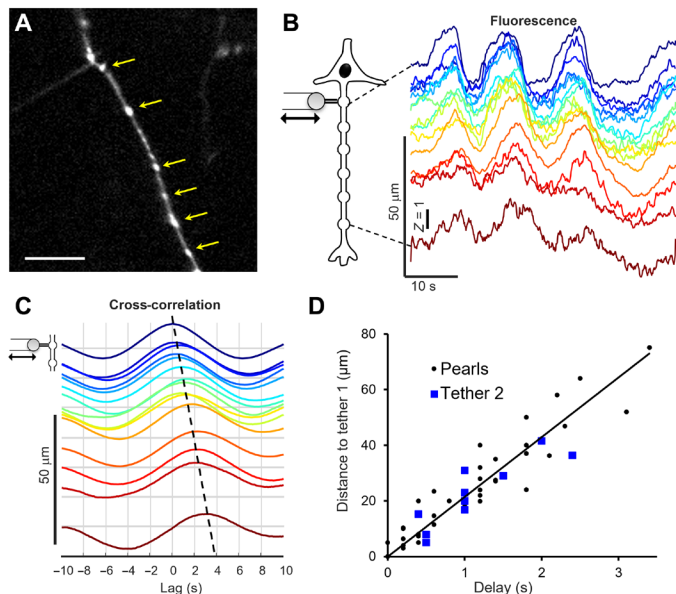 A
B
Fluorescence
50 μm
Z = 1
10 s
C
Cross-correlation
50 μm
–10 –8 –6 –4 –2 0 2 4 6 8 10
Lag (s)
D
Distance to tether 1 (μm)
80
60
40
20
0
Pearls
Tether 2
0 1 2 3
Delay (s)